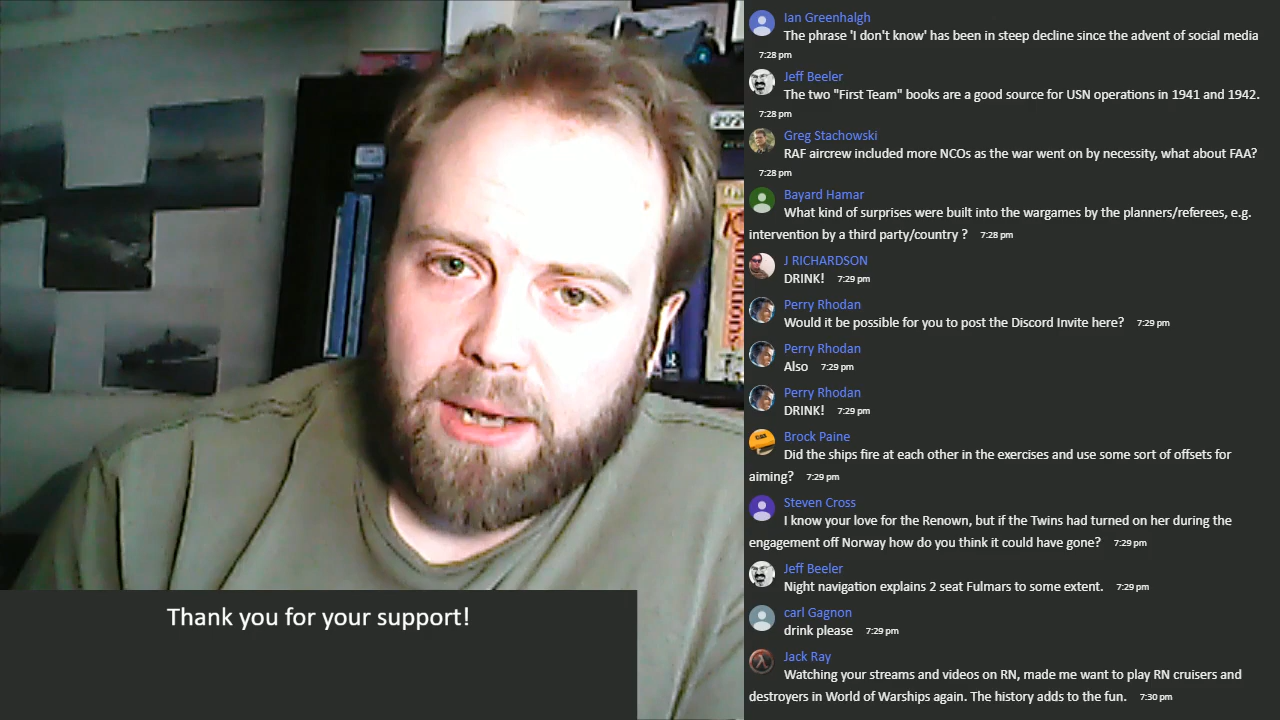 Ian Greenhalgh
The phrase 'I don't know' has been in steep decline since the advent of social media
7:28 pm
Jeff Beeler
The two "First Team" books are a good source for USN operations in 1941 and 1942.
7:28 pm
Greg Stachowski
RAF aircrew included more NCOs as the war went on by necessity, what about FAA?
7:28 pm
Bayard Hamar
What kind of surprises were built into the wargames by the planners/referees, e.g.
intervention by a third party/country ? 7:28 pm
J RICHARDSON
DRINK! 7:29 pm
Perry Rhodan
Would it be possible for you to post the Discord Invite here? 7:29 pm
Perry Rhodan
Also 7:29 pm
Perry Rhodan
DRINK! 7:29 pm
Brock Paine
Did the ships fire at each other in the exercises and use some sort of offsets for
aiming? 7:29 pm
Steven Cross
I know your love for the Renown, but if the Twins had turned on her during the
engagement off Norway how do you think it could have gone? 7:29 pm
Jeff Beeler
Night navigation explains 2 seat Fulmars to some extent. 7:29 pm
carl Gagnon
drink please 7:29 pm
Jack Ray
Watching your streams and videos on RN, made me want to play RN cruisers and
destroyers in World of Warships again. The history adds to the fun. 7:30 pm
Thank you for your support!